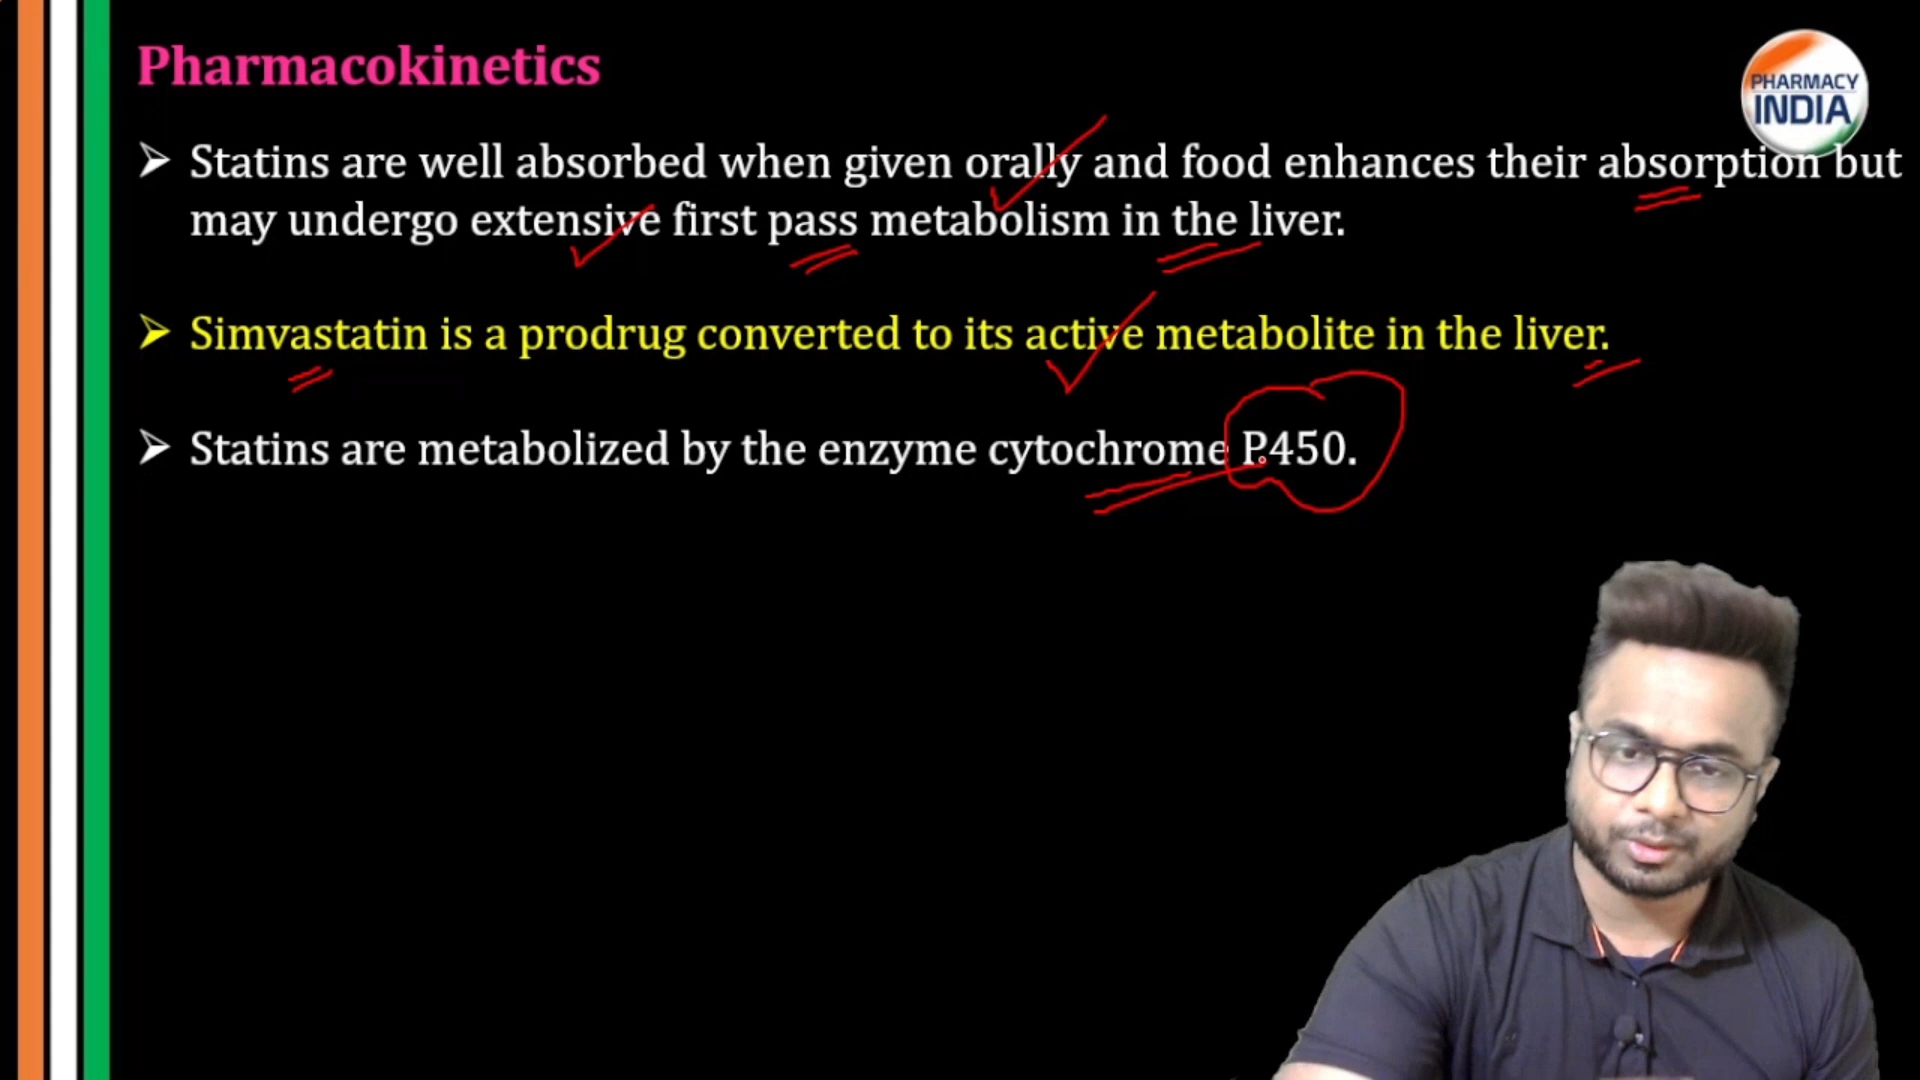 Pharmacokinetics
PHARMACY
INDIA
➢ Statins are well absorbed when given orally and food enhances their absorption but
may undergo extensive first pass metabolism in the liver.
➢ Simvastatin is a prodrug converted to its active metabolite in the liver.
➢ Statins are metabolized by the enzyme cytochrome P450.